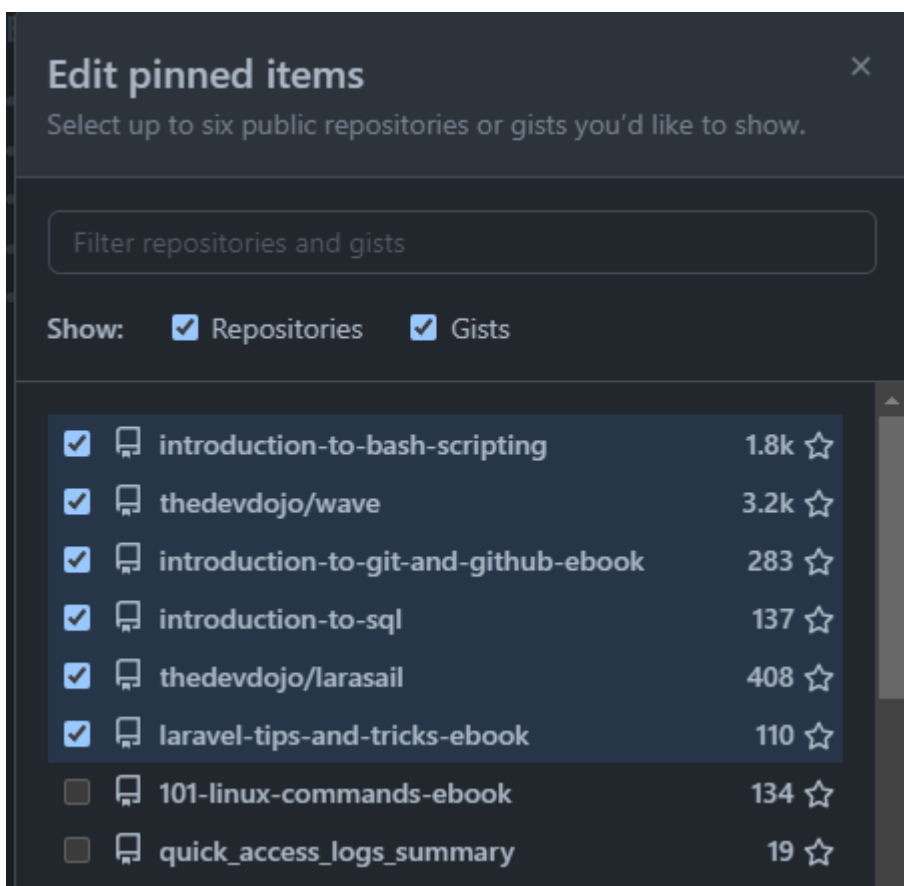 Edit pinned items
Select up to six public repositories or gists you’d like to show.
Filter repositories and gists
Show: Repositories Gists
introduction-to-bash-scripting 1.8k
thedevdojo/wave 3.2k
introduction-to-git-and-github-ebook 283
introduction-to-sql 137
thedevdojo/larasail 408
laravel-tips-and-tricks-ebook 110
101-linux-commands-ebook 134
quick_access_logs_summary 19